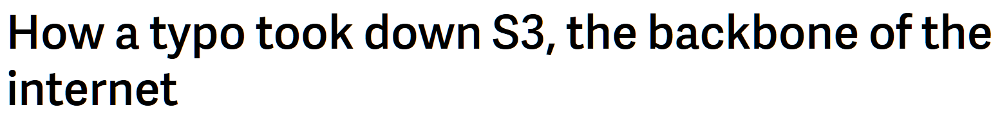 How a typo took down S3, the backbone of the
internet